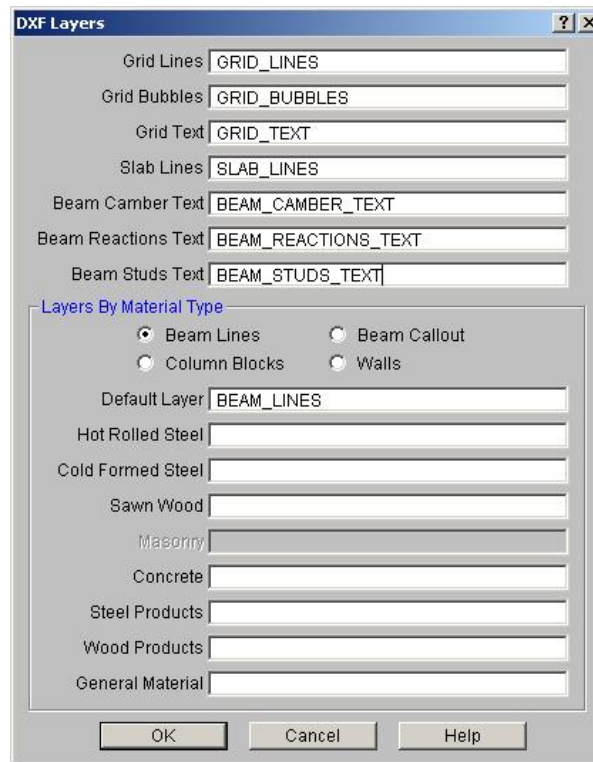 DXF Layers
Grid Lines GRID_LINES
Grid Bubbles GRID_BUBBLES
Grid Text GRID_TEXT
Slab Lines SLAB_LINES
Beam Camber Text BEAM_CAMBER_TEXT
Beam Reactions Text BEAM_REACTIONS_TEXT
Beam Studs Text BEAM_STUDS_TEXT
Layers By Material Type
Beam Lines Beam Callout
Column Blocks Walls
Default Layer BEAM_LINES
Hot Rolled Steel
Cold Formed Steel
Sawn Wood
Masonry
Concrete
Steel Products
Wood Products
General Material
OK Cancel Help